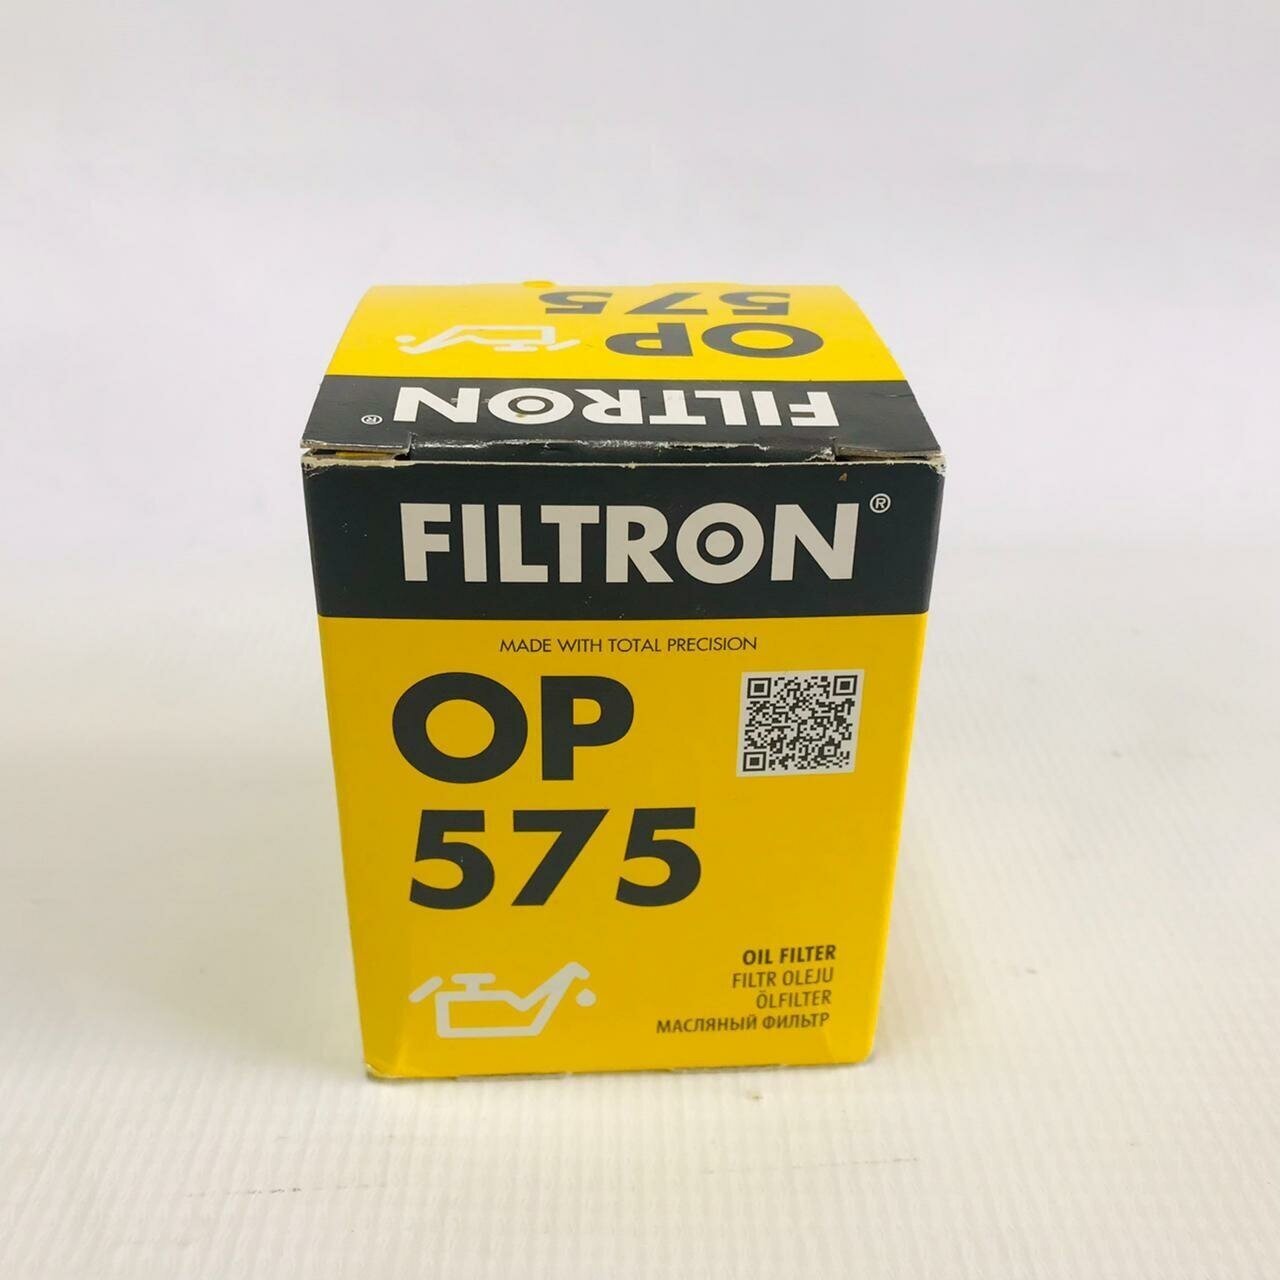 575
OP
FILTRON®
FILTRON®
MADE WITH TOTAL PRECISION
OP
575
OIL FILTER
FILTR OLEJU
ÖLFILTER
МАСЛЯНЫЙ ФИЛЬТР